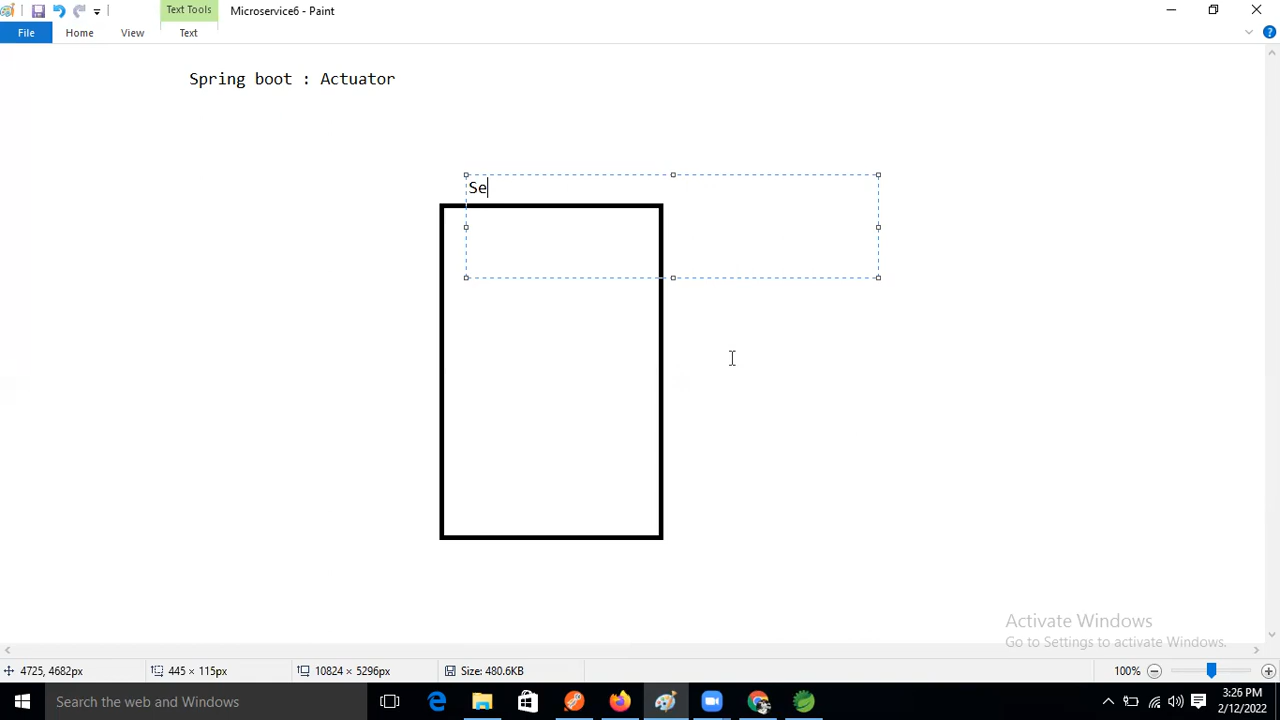 Text Tools
Microservice6 - Paint
File
Home
View
Text
Spring boot : Actuator
Se
Activate Windows
Go to Settings to activate Windows.
4725, 4682px
445 × 115px
10824 × 5296px
Size: 480.6KB
100%
Search the web and Windows
3:26 PM
2/12/2022